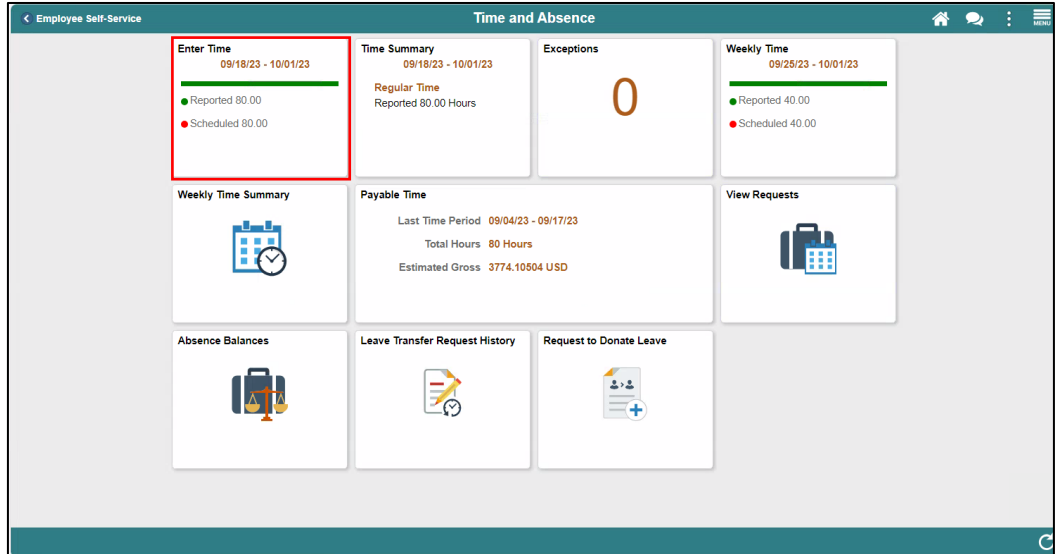 Employee Self-Service
Time and Absence
MENU
Enter Time
09/18/23 - 10/01/23
Reported 80.00
Scheduled 80.00
Time Summary
09/18/23 - 10/01/23
Regular Time
Reported 80.00 Hours
Exceptions
0
Weekly Time
09/25/23 - 10/01/23
Reported 40.00
Scheduled 40.00
Weekly Time Summary
Payable Time
Last Time Period 09/04/23 - 09/17/23
Total Hours 80 Hours
Estimated Gross 3774.10504 USD
View Requests
Absence Balances
Leave Transfer Request History
Request to Donate Leave